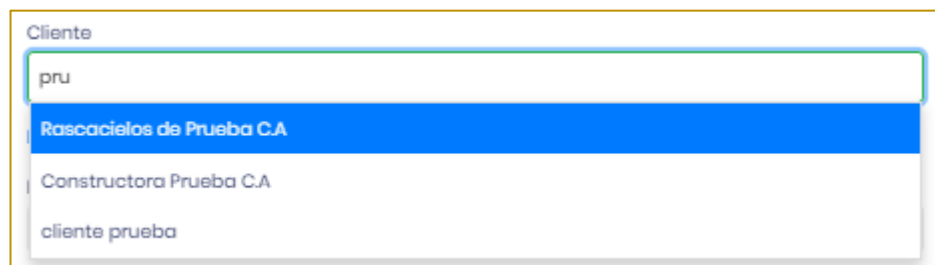 Cliente
pru
Rascacielos de Prueba C.A
Constructora Prueba C.A
cliente prueba